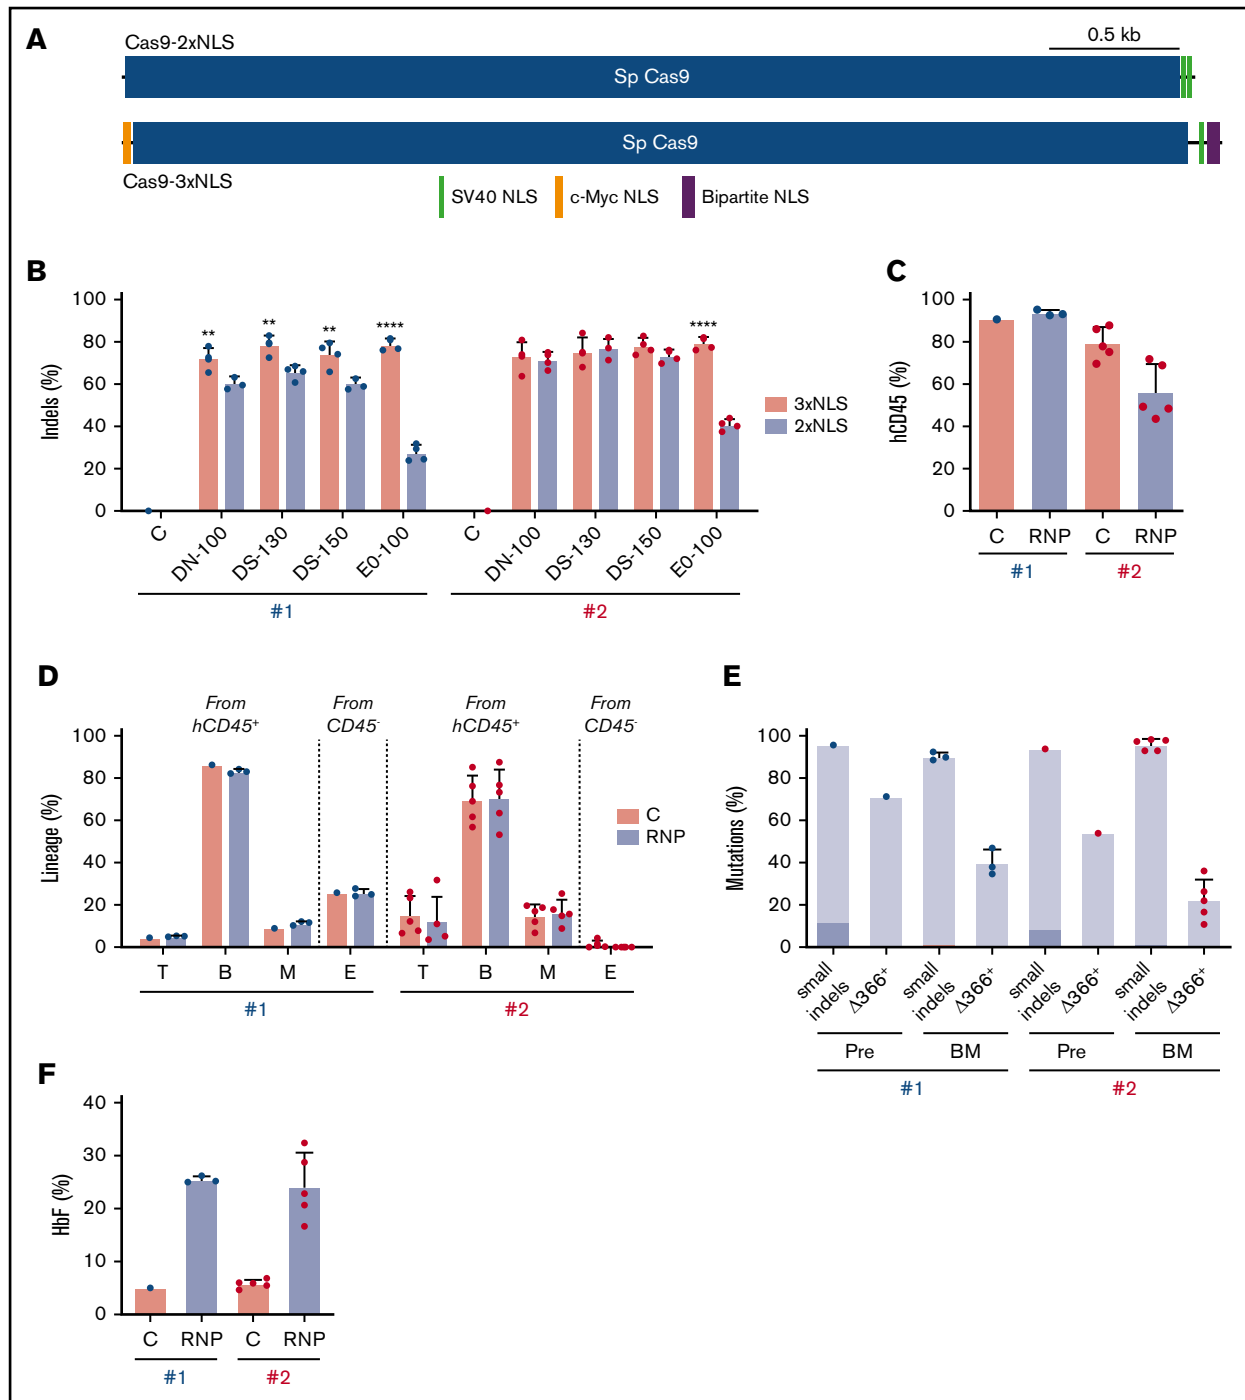 A
Cas9-2xNLS
0.5 kb
Sp Cas9
Sp Cas9
Cas9-3xNLS
SV40 NLS
c-Myc NLS
Bipartite NLS
B
Indels (%)
100
80
60
40
20
0
** ** ** **** ****
C DN-100 DS-130 DS-150 E0-100 C DN-100 DS-130 DS-150 E0-100
#1 #2
3xNLS
2xNLS
C
hCD45 (%)
100
80
60
40
20
0
C RNP C RNP
#1 #2
D
From hCD45⁺ From CD45⁻ From hCD45⁺ From CD45⁻
Lineage (%)
100
80
60
40
20
0
T B M E T B M E
#1 #2
C
RNP
E
Mutations (%)
100
80
60
40
20
0
small indels Δ366⁺ small indels Δ366⁺ small indels Δ366⁺ small indels Δ366⁺
Pre BM Pre BM
#1 #2
F
HbF (%)
40
30
20
10
0
C RNP C RNP
#1 #2